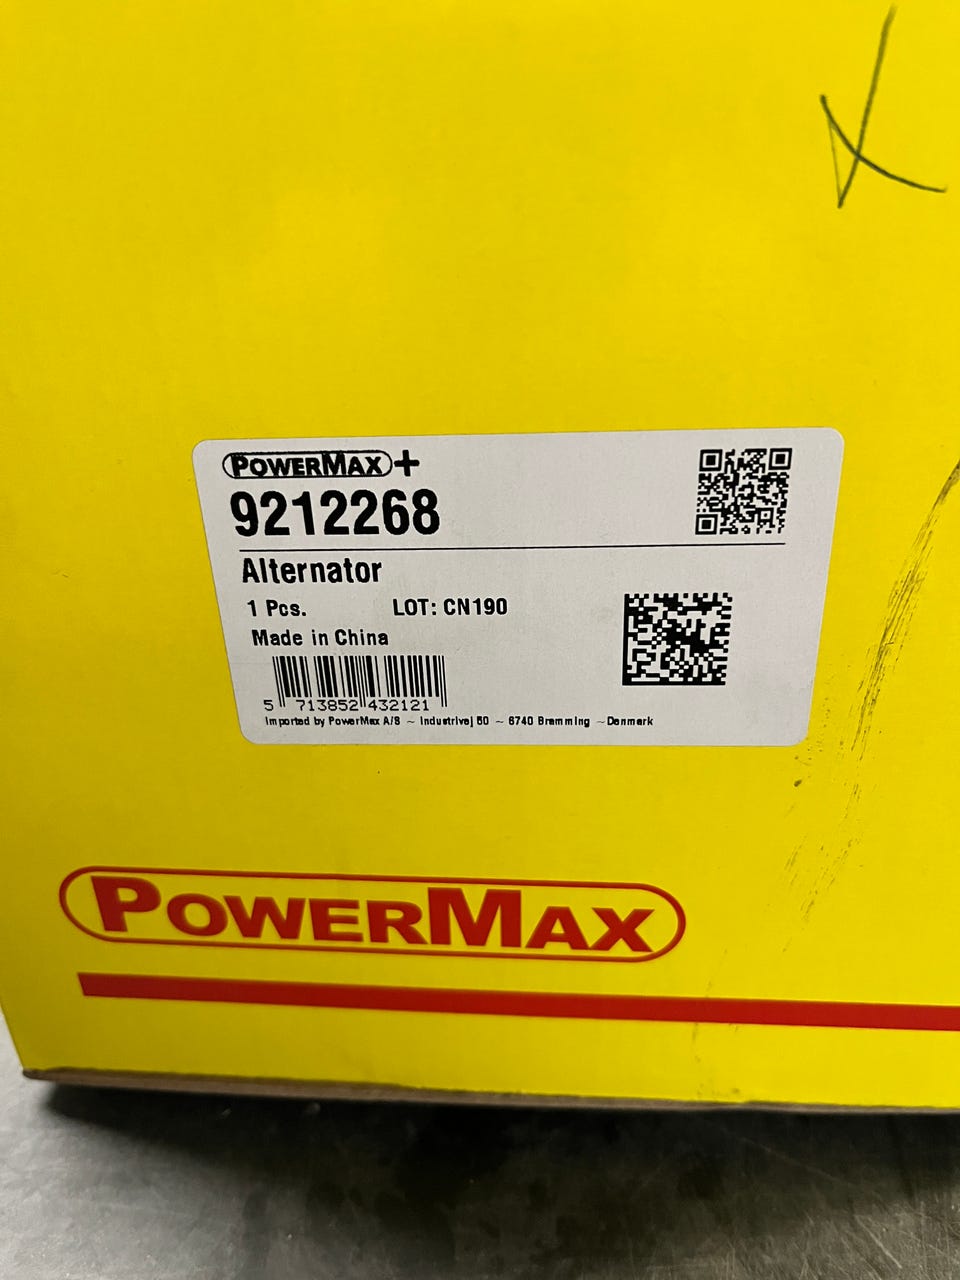 POWERMAX+
9212268
Alternator
1 Pcs. LOT: CN190
Made in China
5 713852 432121
Imported by PowerMax A/S ~ Industrivej 50 ~ 6740 Bramming ~Denmark
POWERMAX